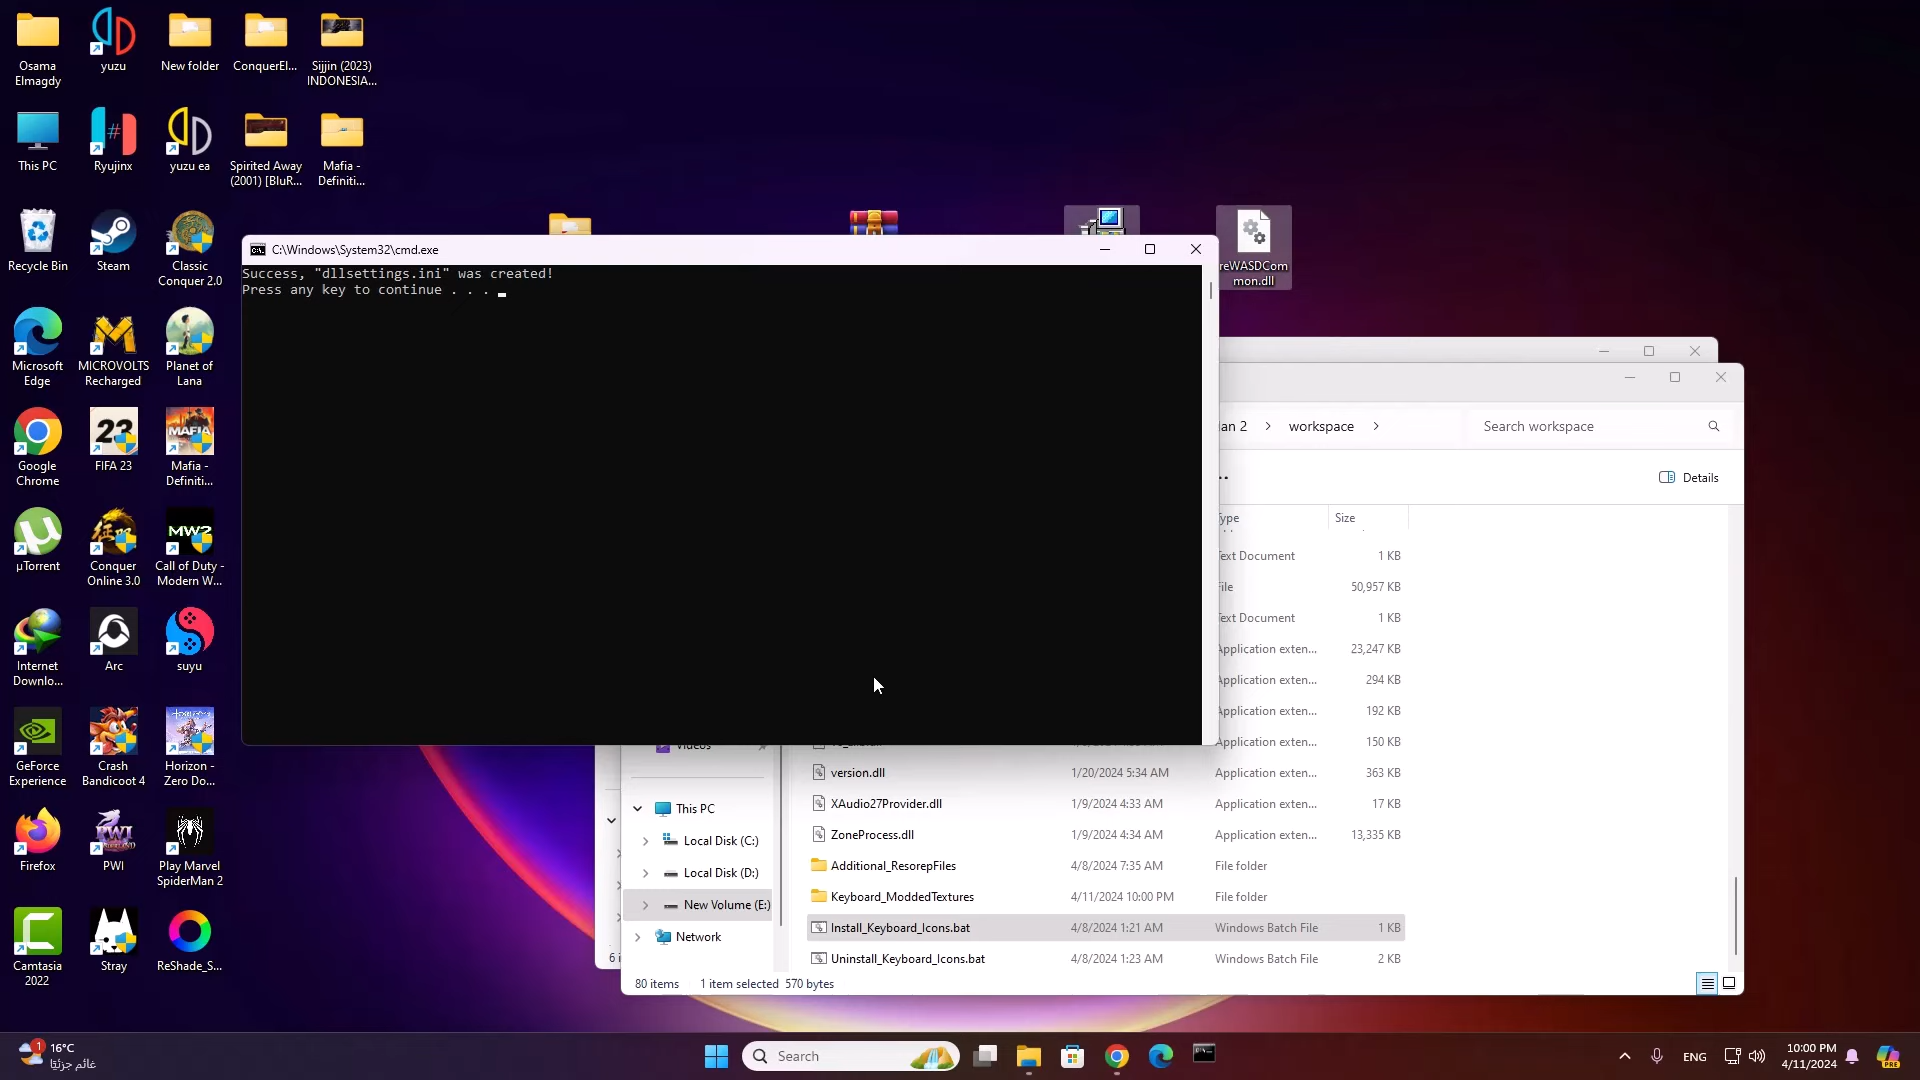 Osama
Elmagdy
yuzu
New folder
ConquerEl...
Sijjin (2023)
INDONESIA...
This PC
Ryujinx
yuzu ea
Spirited Away
(2001) [BluR...
Mafia -
Definiti...
Recycle Bin
Steam
Classic
Conquer 2.0
Microsoft
Edge
MICROVOLTS
Recharged
Planet of
Lana
Google
Chrome
FIFA 23
Mafia -
Definiti...
µTorrent
Conquer
Online 3.0
Call of Duty -
Modern W...
Internet
Downlo...
Arc
suyu
GeForce
Experience
Crash
Bandicoot 4
Horizon -
Zero Do...
Firefox
PWI
Play Marvel
SpiderMan 2
Camtasia
2022
Stray
ReShade_S...
reWASDCom
mon.dll
C:\Windows\System32\cmd.exe
Success, "dllsettings.ini" was created!
Press any key to continue . . .
an 2 > workspace >
Search workspace
Details
Type Size
Text Document 1 KB
File 50,957 KB
Text Document 1 KB
Application exten... 23,247 KB
Application exten... 294 KB
Application exten... 192 KB
Application exten... 150 KB
version.dll 1/20/2024 5:34 AM Application exten... 363 KB
XAudio27Provider.dll 1/9/2024 4:33 AM Application exten... 17 KB
ZoneProcess.dll 1/9/2024 4:34 AM Application exten... 13,335 KB
Additional_ResorepFiles 4/8/2024 7:35 AM File folder
Keyboard_ModdedTextures 4/11/2024 10:00 PM File folder
Install_Keyboard_Icons.bat 4/8/2024 1:21 AM Windows Batch File 1 KB
Uninstall_Keyboard_Icons.bat 4/8/2024 1:23 AM Windows Batch File 2 KB
Videos
This PC
Local Disk (C:)
Local Disk (D:)
New Volume (E:)
Network
6 i
80 items 1 item selected 570 bytes
1
16°C
غائم جزئيًا
Search
ENG
10:00 PM
4/11/2024
PRE